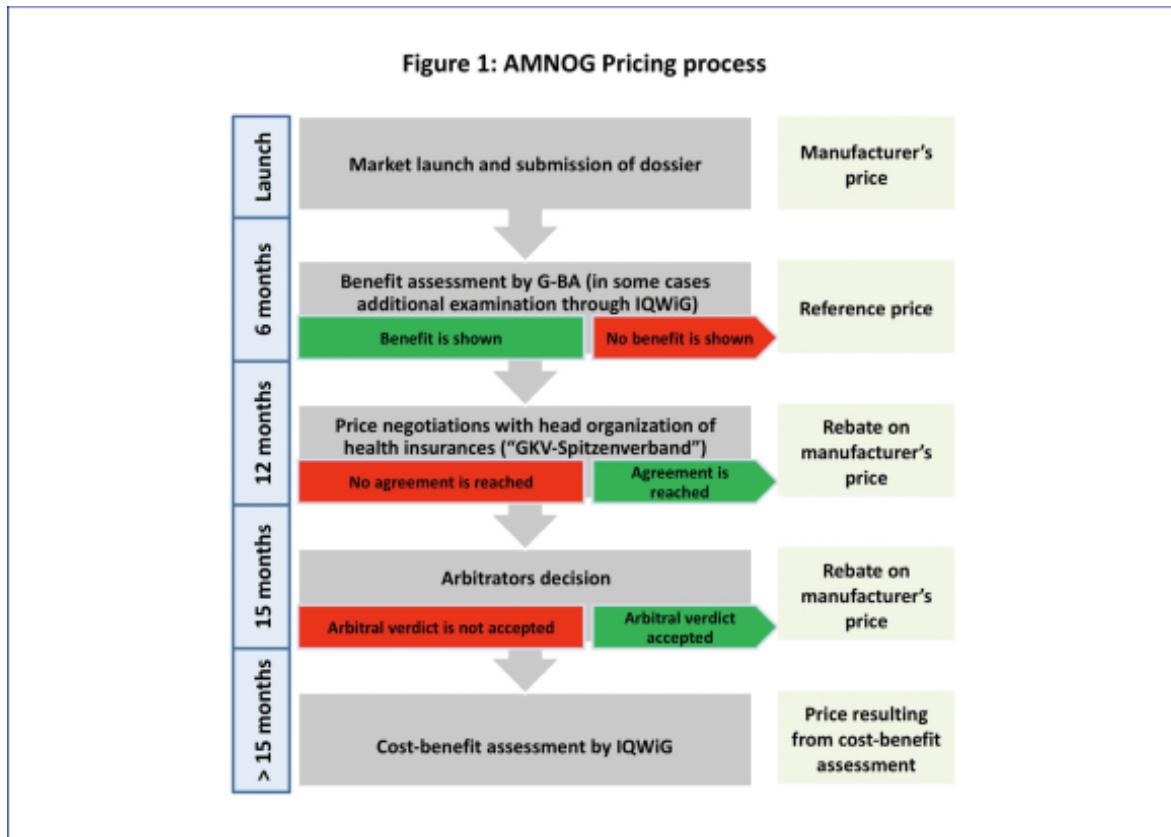 Figure 1: AMNOG Pricing process
Launch
Market launch and submission of dossier
Manufacturer's
price
6 months
Benefit assessment by G-BA (in some cases
additional examination through IQWiG)
Benefit is shown
No benefit is shown
Reference price
12 months
Price negotiations with head organization of
health insurances ("GKV-Spitzenverband")
No agreement is reached
Agreement is
reached
Rebate on
manufacturer's
price
15 months
Arbitrators decision
Arbitral verdict is not accepted
Arbitral verdict
accepted
Rebate on
manufacturer's
price
> 15 months
Cost-benefit assessment by IQWiG
Price resulting
from cost-benefit
assessment